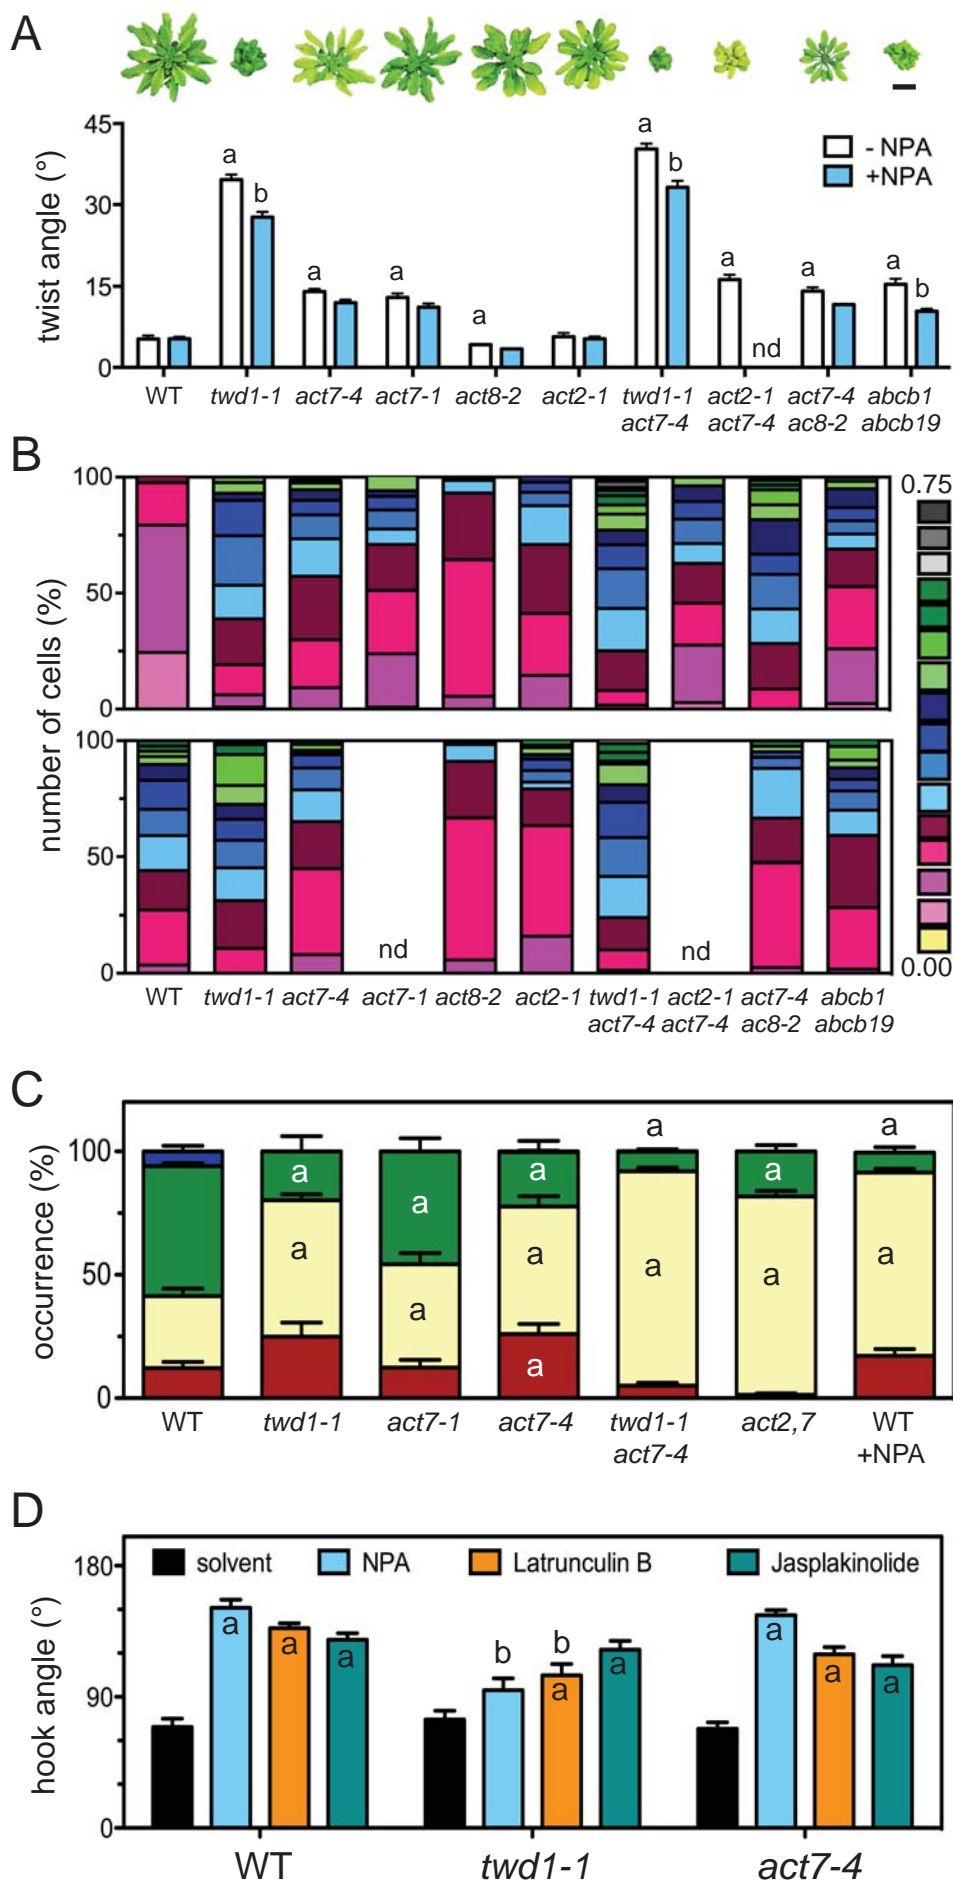 A
45
30
15
0
twist angle (°)
- NPA
+NPA
a
b
a
a
a
a
b
a
nd
a
a
b
WT twd1-1 act7-4 act7-1 act8-2 act2-1 twd1-1 act2-1 act7-4 abcb1
act7-4 act7-4 ac8-2 abcb19
B
100
50
0
100
50
0
number of cells (%)
0.75
0.00
nd
nd
WT twd1-1 act7-4 act7-1 act8-2 act2-1 twd1-1 act2-1 act7-4 abcb1
act7-4 act7-4 ac8-2 abcb19
C
100
50
0
occurrence (%)
a
a
a
a
a
a
a
a
a
a
a
a
a
WT twd1-1 act7-1 act7-4 twd1-1 act2,7 WT
act7-4 +NPA
D
180
90
0
hook angle (°)
solvent NPA Latrunculin B Jasplakinolide
a
a
a
b
b
a
a
a
a
a
WT twd1-1 act7-4